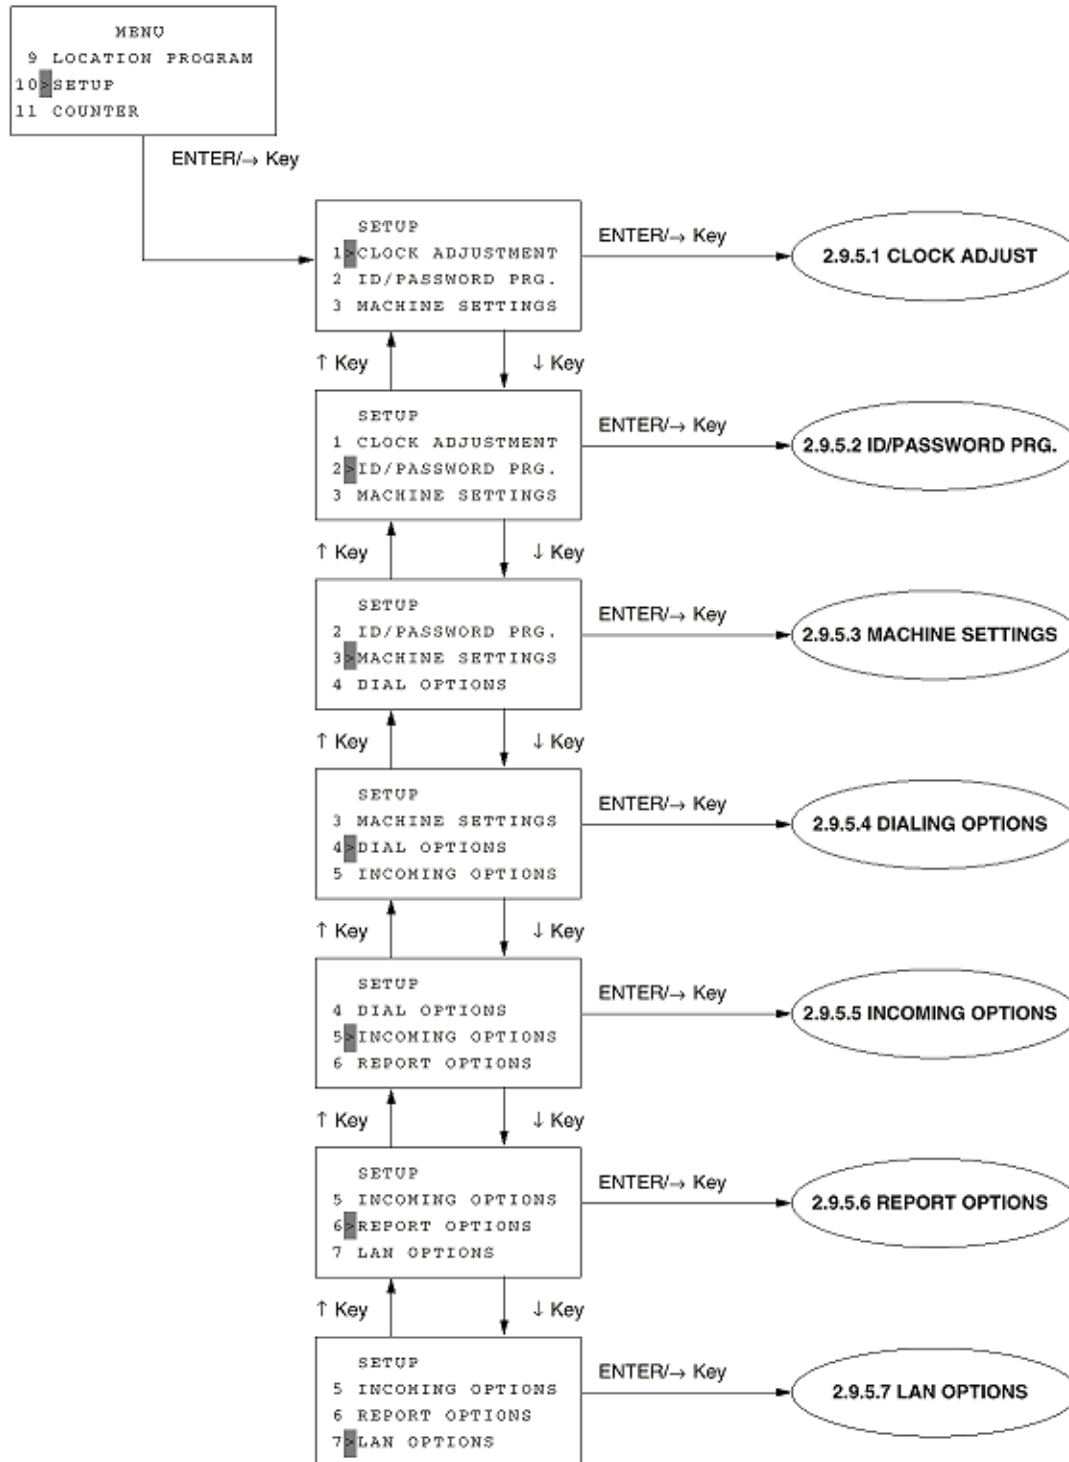 MENU
9 LOCATION PROGRAM
10>SETUP
11 COUNTER
ENTER/→ Key
SETUP
1>CLOCK ADJUSTMENT
2 ID/PASSWORD PRG.
3 MACHINE SETTINGS
ENTER/→ Key
2.9.5.1 CLOCK ADJUST
↑ Key
↓ Key
SETUP
1 CLOCK ADJUSTMENT
2>ID/PASSWORD PRG.
3 MACHINE SETTINGS
ENTER/→ Key
2.9.5.2 ID/PASSWORD PRG.
↑ Key
↓ Key
SETUP
2 ID/PASSWORD PRG.
3>MACHINE SETTINGS
4 DIAL OPTIONS
ENTER/→ Key
2.9.5.3 MACHINE SETTINGS
↑ Key
↓ Key
SETUP
3 MACHINE SETTINGS
4>DIAL OPTIONS
5 INCOMING OPTIONS
ENTER/→ Key
2.9.5.4 DIALING OPTIONS
↑ Key
↓ Key
SETUP
4 DIAL OPTIONS
5>INCOMING OPTIONS
6 REPORT OPTIONS
ENTER/→ Key
2.9.5.5 INCOMING OPTIONS
↑ Key
↓ Key
SETUP
5 INCOMING OPTIONS
6>REPORT OPTIONS
7 LAN OPTIONS
ENTER/→ Key
2.9.5.6 REPORT OPTIONS
↑ Key
↓ Key
SETUP
5 INCOMING OPTIONS
6 REPORT OPTIONS
7>LAN OPTIONS
ENTER/→ Key
2.9.5.7 LAN OPTIONS